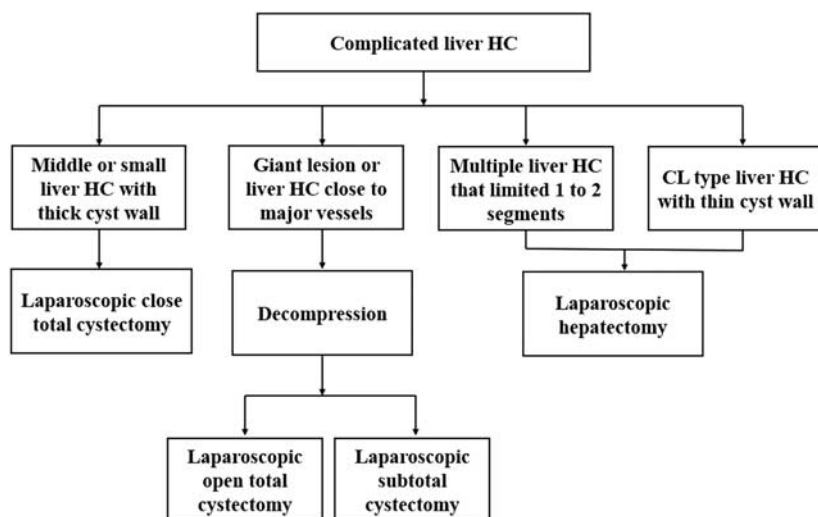 Complicated liver HC
Middle or small
liver HC with
thick cyst wall
Giant lesion or
liver HC close to
major vessels
Multiple liver HC
that limited 1 to 2
segments
CL type liver HC
with thin cyst wall
Laparoscopic close
total cystectomy
Decompression
Laparoscopic
hepatectomy
Laparoscopic
open total
cystectomy
Laparoscopic
subtotal
cystectomy